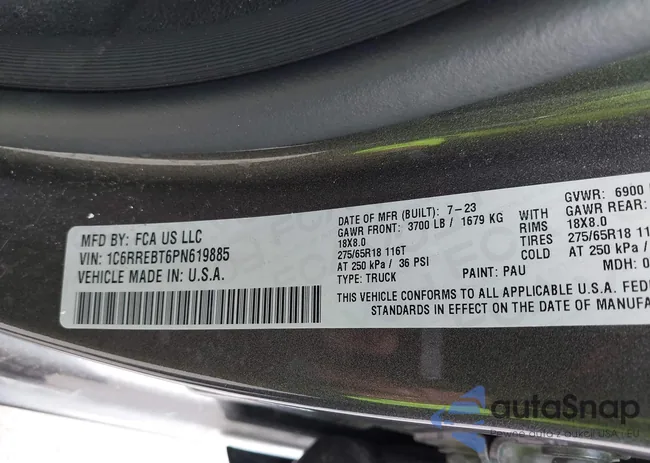 MFD BY: FCA US LLC
VIN: 1C6RREBT6PN619885
VEHICLE MADE IN U.S.A.
DATE OF MFR (BUILT): 7-23
GAWR FRONT: 3700 LB / 1679 KG
18X8.0
275/65R18 116T
AT 250 kPa / 36 PSI
TYPE: TRUCK
PAINT: PAU
WITH
RIMS
TIRES
COLD
GVWR: 6900
GAWR REAR:
18X8.0
275/65R18
AT 250 kPa
MDH: 0
THIS VEHICLE CONFORMS TO ALL APPLICABLE U.S.A.
STANDARDS IN EFFECT ON THE DATE OF
autoSnap